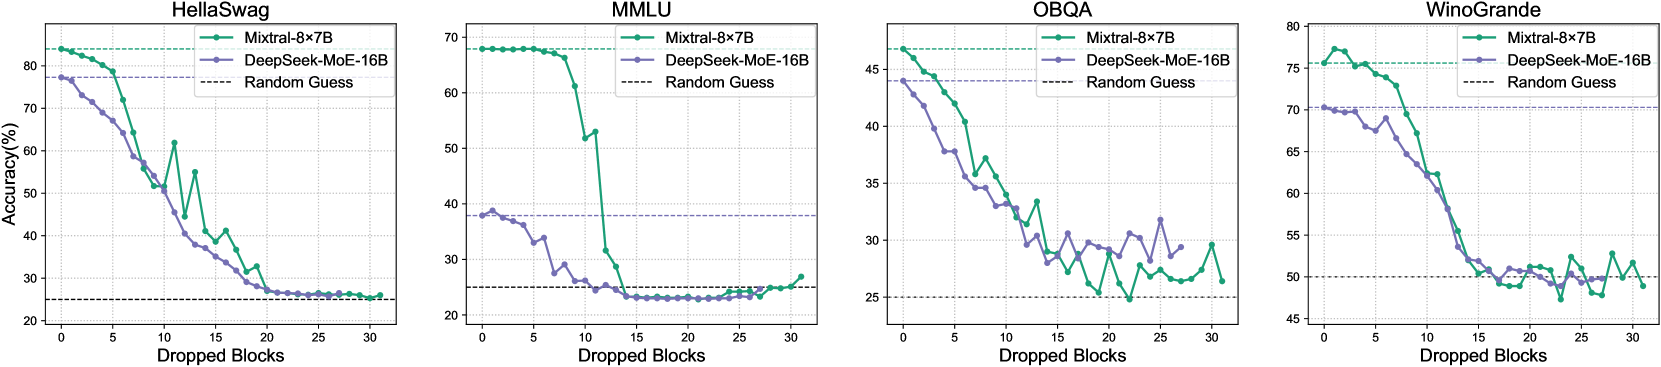 HellaSwag
Accuracy(%)
80
70
60
50
40
30
20
0 5 10 15 20 25 30
Dropped Blocks
Mixtral-8×7B
DeepSeek-MoE-16B
Random Guess
MMLU
70
60
50
40
30
20
0 5 10 15 20 25 30
Dropped Blocks
Mixtral-8×7B
DeepSeek-MoE-16B
Random Guess
OBQA
45
40
35
30
25
0 5 10 15 20 25 30
Dropped Blocks
Mixtral-8×7B
DeepSeek-MoE-16B
Random Guess
WinoGrande
80
75
70
65
60
55
50
45
0 5 10 15 20 25 30
Dropped Blocks
Mixtral-8×7B
DeepSeek-MoE-16B
Random Guess